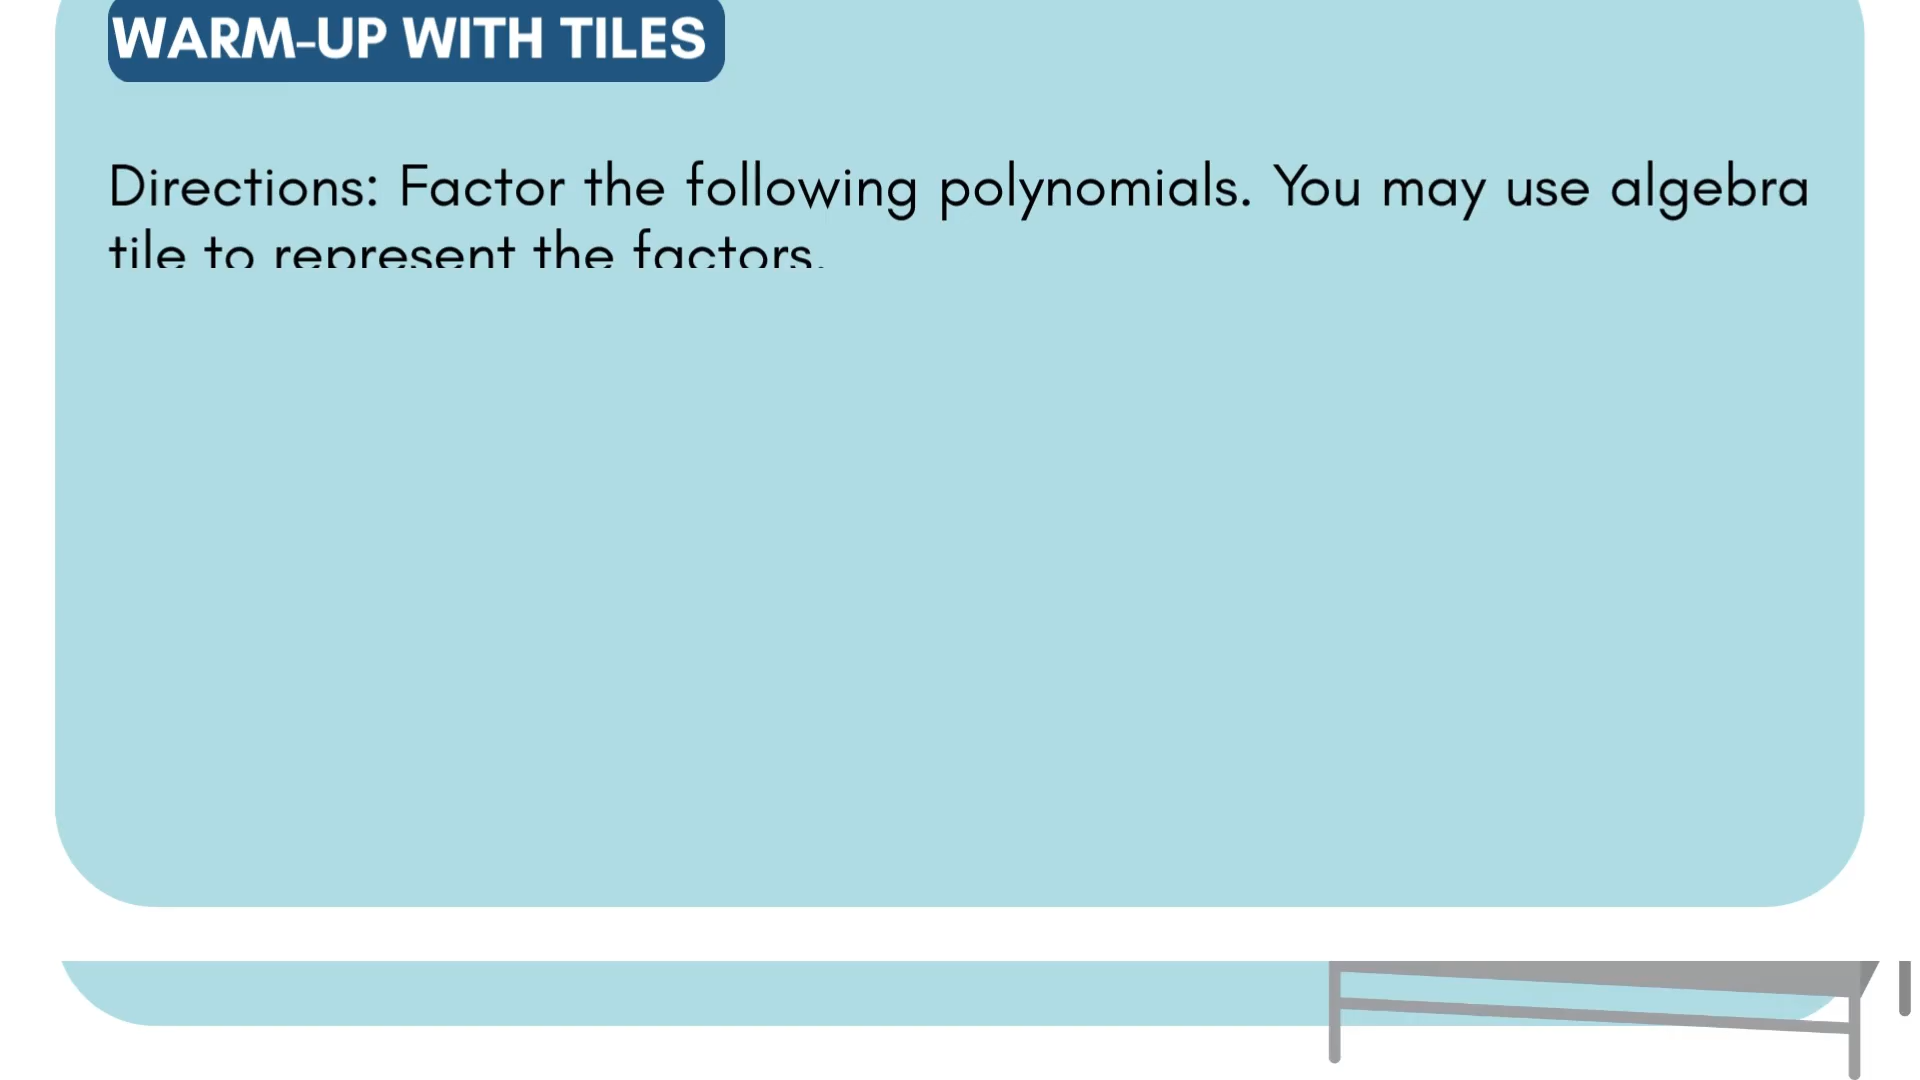 WARM-UP WITH TILES
Directions: Factor the following polynomials. You may use algebra
tile to represent the factors.